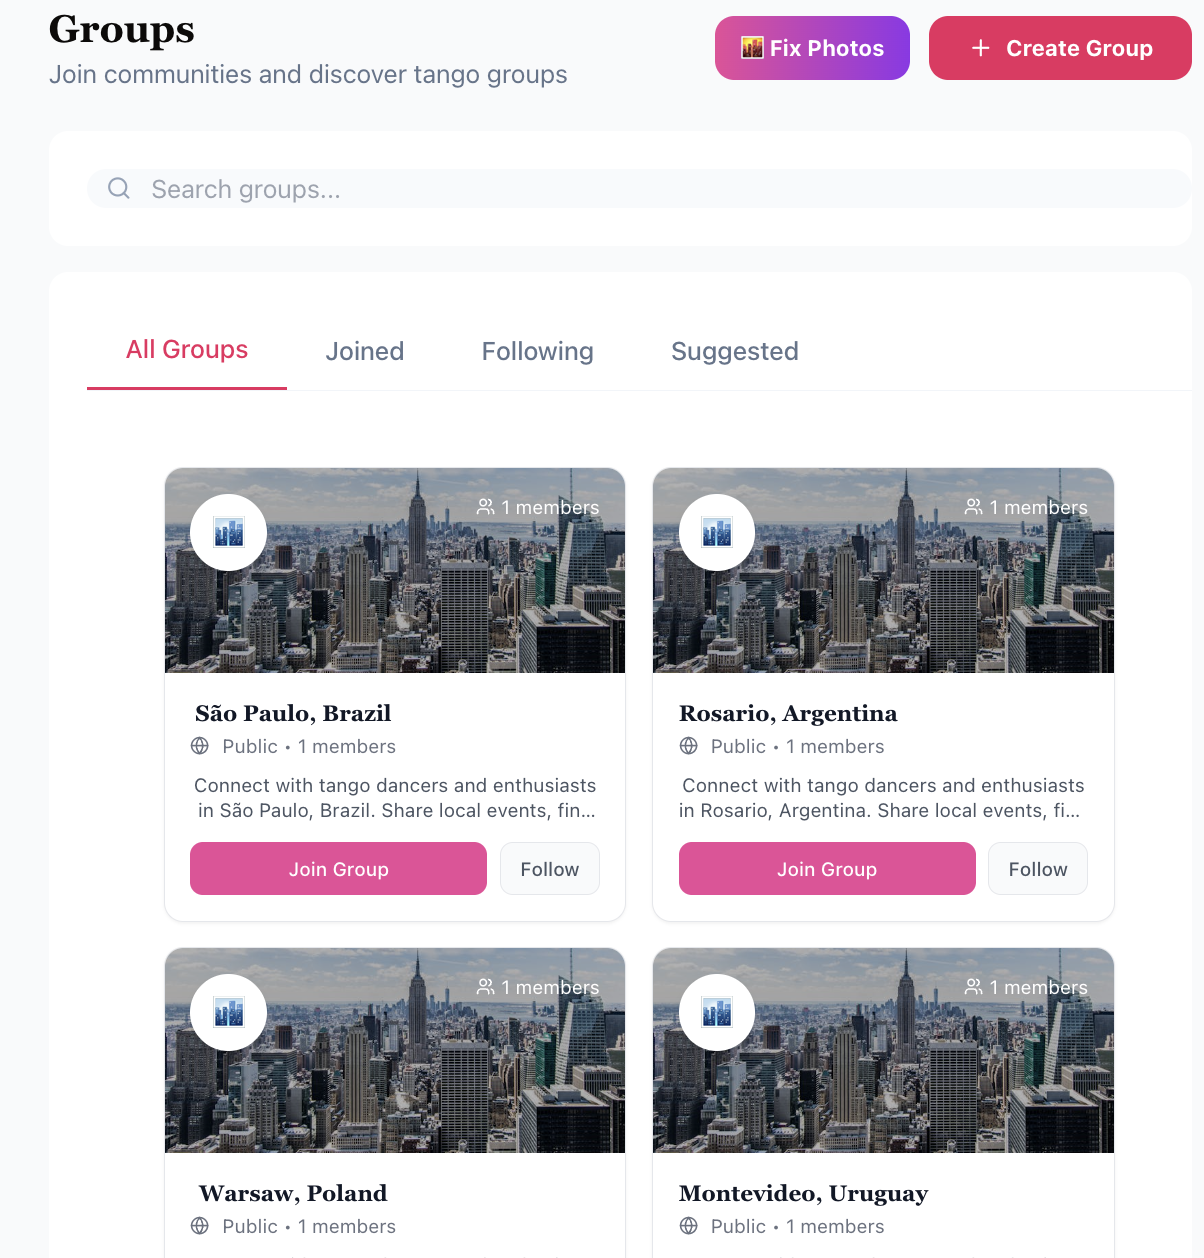 Groups
Join communities and discover tango groups
Fix Photos
Create Group
Search groups...
All Groups
Joined
Following
Suggested
1 members
São Paulo, Brazil
Public • 1 members
Connect with tango dancers and enthusiasts
in São Paulo, Brazil. Share local events, fin...
Join Group
Follow
1 members
Rosario, Argentina
Public • 1 members
Connect with tango dancers and enthusiasts
in Rosario, Argentina. Share local events, fi...
Join Group
Follow
1 members
Warsaw, Poland
Public • 1 members
1 members
Montevideo, Uruguay
Public • 1 members